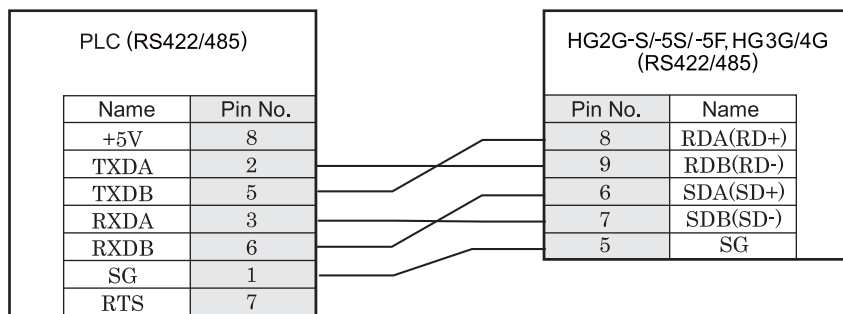 PLC (RS422/485)
Name Pin No.
+5V 8
TXDA 2
TXDB 5
RXDA 3
RXDB 6
SG 1
RTS 7
HG2G-S/-5S/-5F, HG3G/4G
(RS422/485)
Pin No. Name
8 RDA(RD+)
9 RDB(RD-)
6 SDA(SD+)
7 SDB(SD-)
5 SG